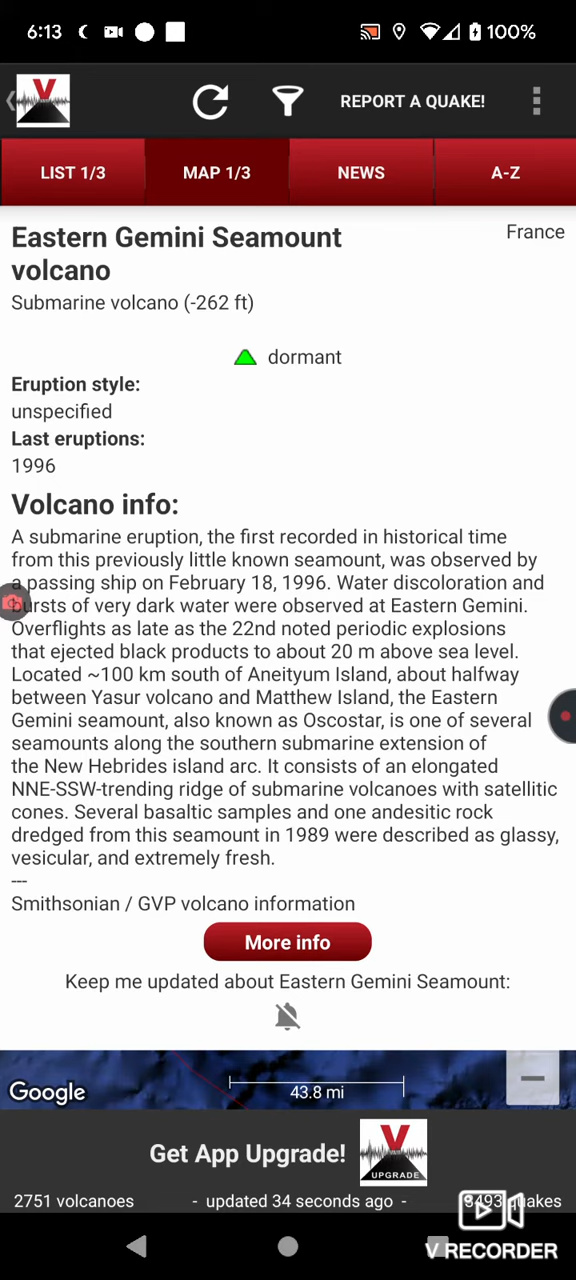 6:13
100%
V
REPORT A QUAKE!
LIST 1/3
MAP 1/3
NEWS
A-Z
Eastern Gemini Seamount
volcano
France
Submarine volcano (-262 ft)
dormant
Eruption style:
unspecified
Last eruptions:
1996
Volcano info:
A submarine eruption, the first recorded in historical time
from this previously little known seamount, was observed by
a passing ship on February 18, 1996. Water discoloration and
bursts of very dark water were observed at Eastern Gemini.
Overflights as late as the 22nd noted periodic explosions
that ejected black products to about 20 m above sea level.
Located ~100 km south of Aneityum Island, about halfway
between Yasur volcano and Matthew Island, the Eastern
Gemini seamount, also known as Oscostar, is one of several
seamounts along the southern submarine extension of
the New Hebrides island arc. It consists of an elongated
NNE-SSW-trending ridge of submarine volcanoes with satellitic
cones. Several basaltic samples and one andesitic rock
dredged from this seamount in 1989 were described as glassy,
vesicular, and extremely fresh.
---
Smithsonian / GVP volcano information
More info
Keep me updated about Eastern Gemini Seamount:
Google
43.8 mi
Get App Upgrade!
V
UPGRADE
2751 volcanoes
- updated 34 seconds ago -
3493 quakes
V RECORDER